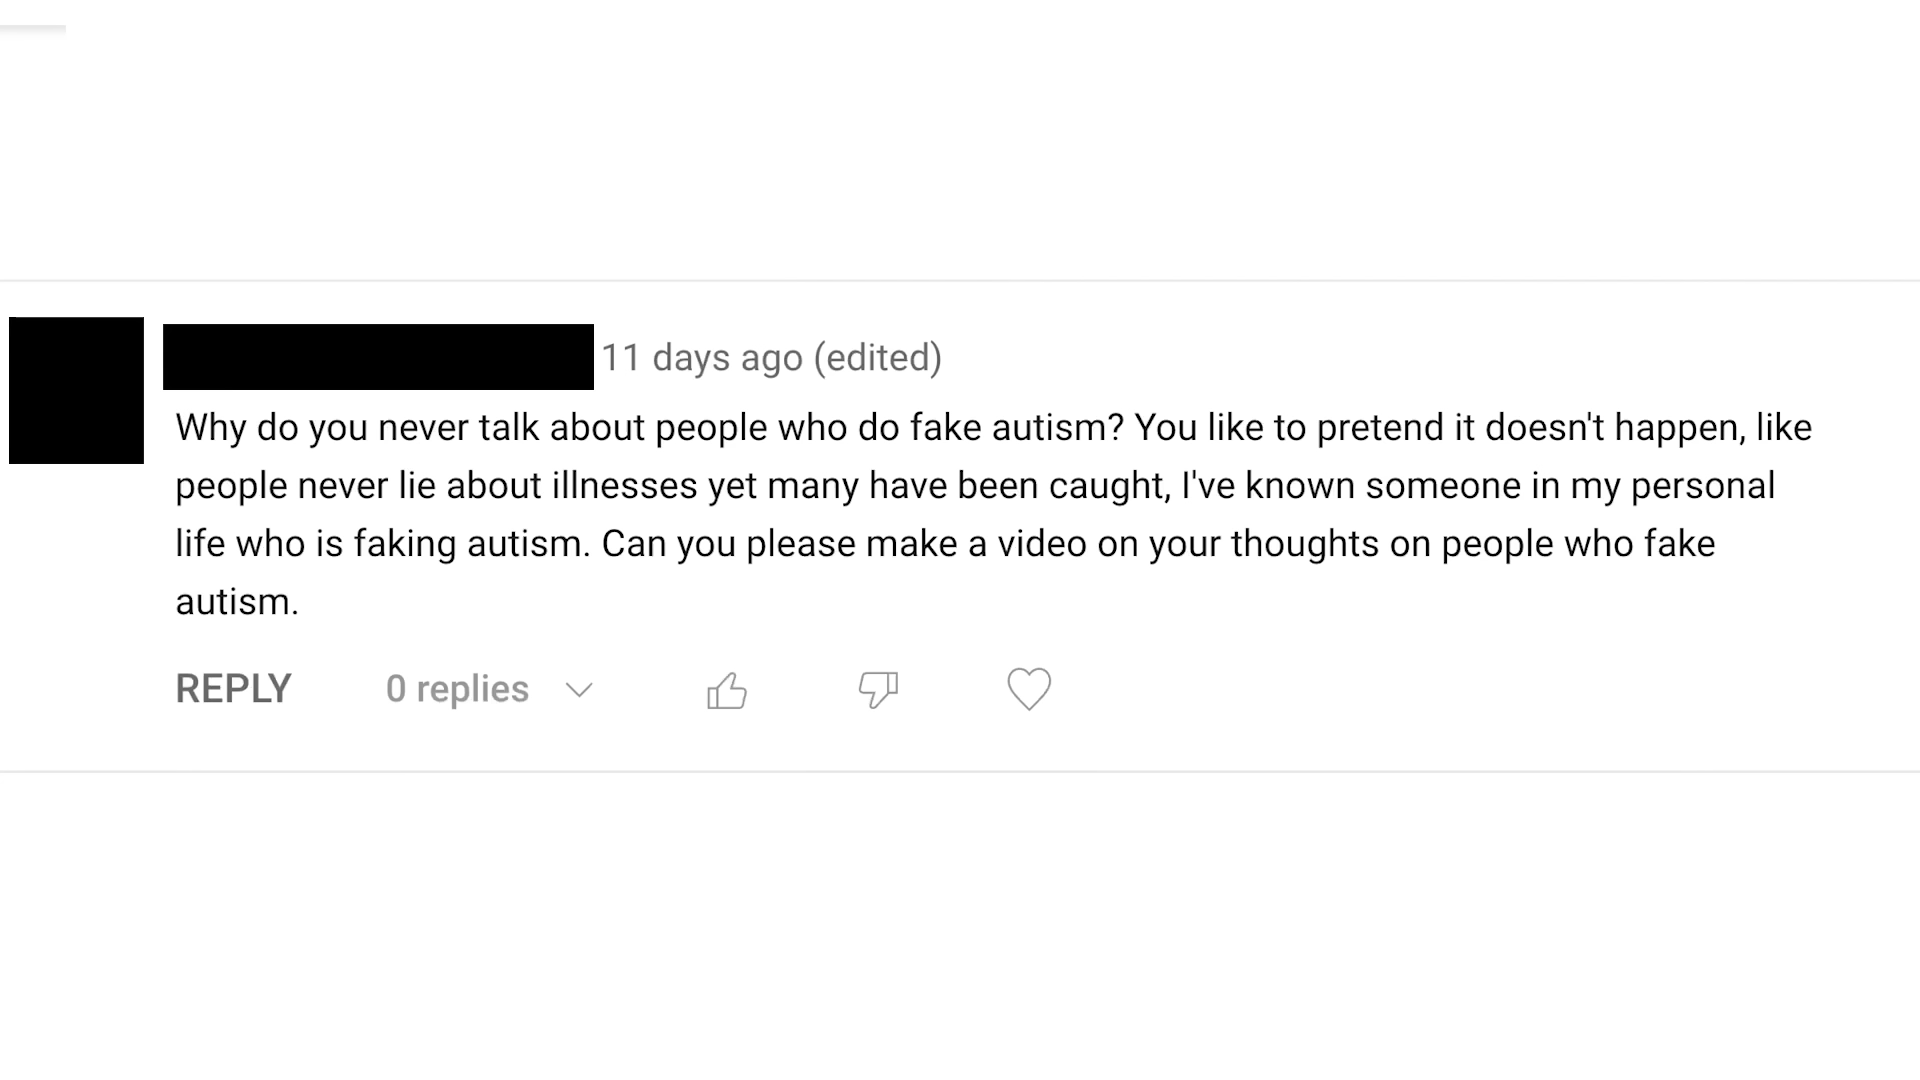 11 days ago (edited)
Why do you never talk about people who do fake autism? You like to pretend it doesn't happen, like
people never lie about illnesses yet many have been caught, I've known someone in my personal
life who is faking autism. Can you please make a video on your thoughts on people who fake
autism.
REPLY 0 replies